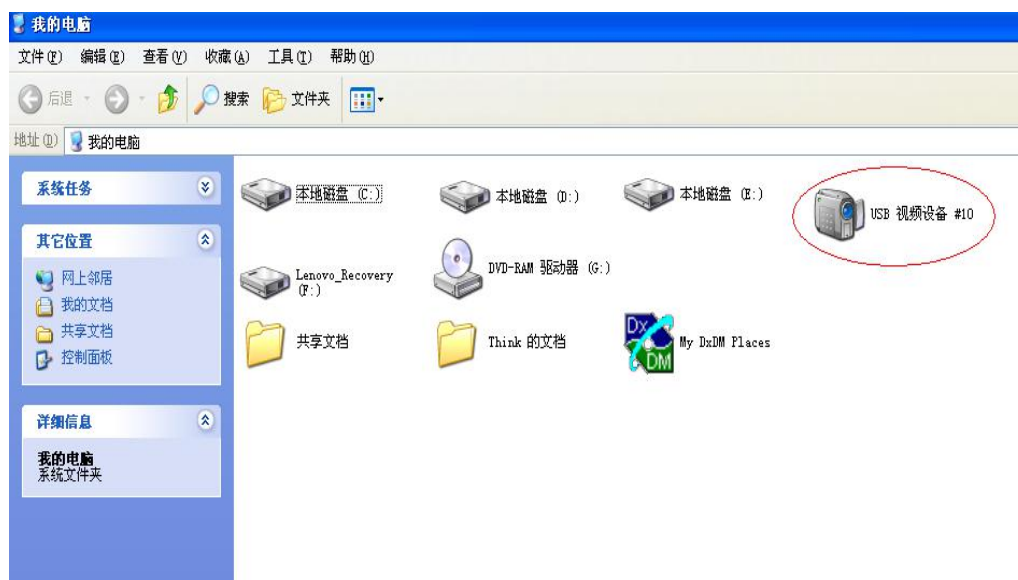 我的电脑
文件(F) 编辑(E) 查看(V) 收藏(A) 工具(T) 帮助(H)
后退 搜索 文件夹
地址(D) 我的电脑
系统任务
其它位置
网上邻居
我的文档
共享文档
控制面板
详细信息
我的电脑
系统文件夹
本地磁盘 (C:) 本地磁盘 (D:) 本地磁盘 (E:) USB 视频设备 #10
Lenovo_Recovery
(F:)
DVD-RAM 驱动器 (G:)
共享文档 Think 的文档 My DxDM Places
Dx
DM